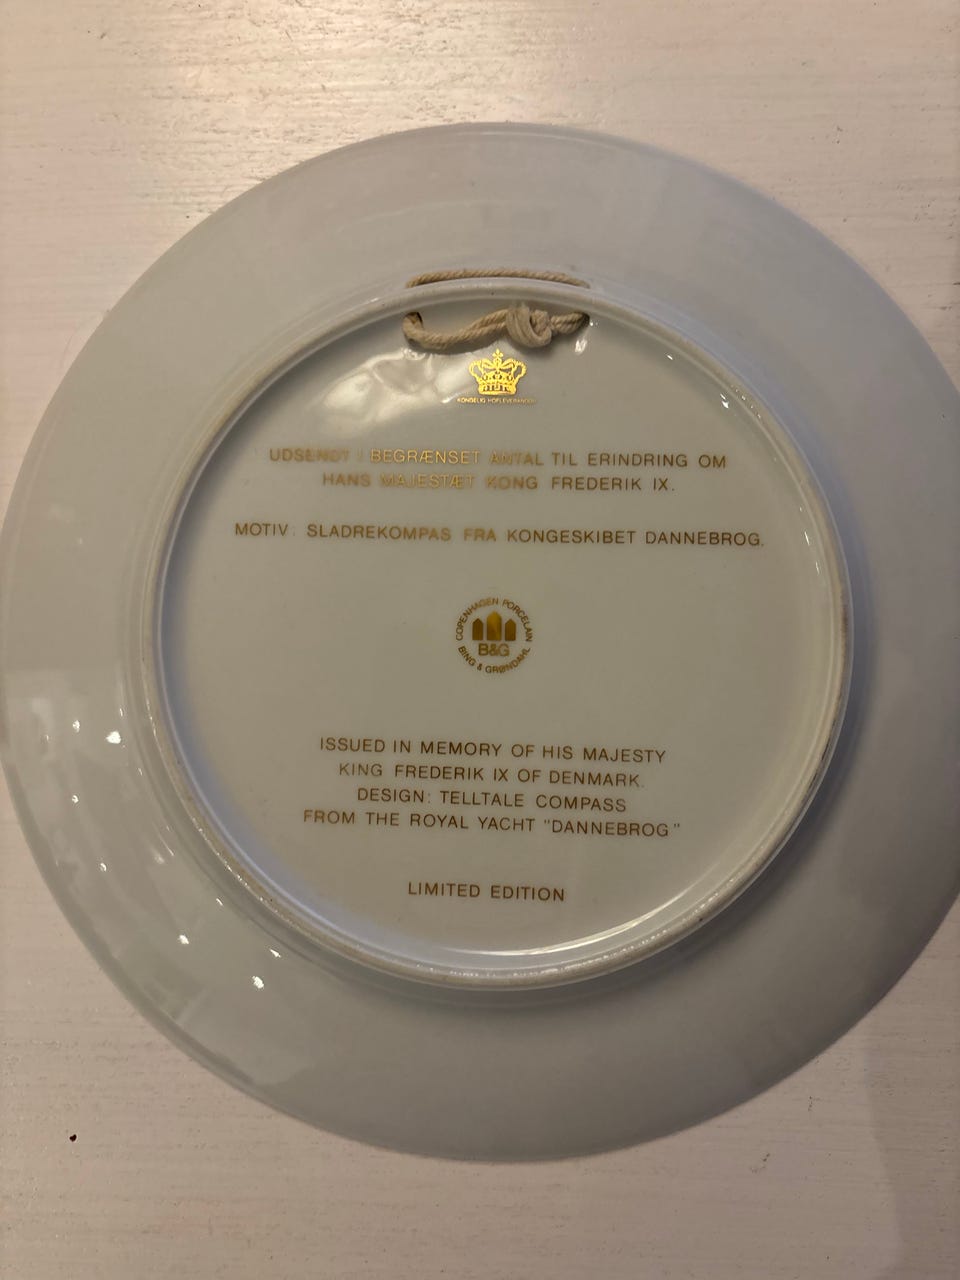 KONGELIG HOFLEVERANDØR
UDSENDT I BEGRÆNSET ANTAL TIL ERINDRING OM
HANS MAJESTÆT KONG FREDERIK IX.
MOTIV: SLADREKOMPAS FRA KONGESKIBET DANNEBROG.
COPENHAGEN PORCELAIN
B&G
BING & GRØNDAHL
ISSUED IN MEMORY OF HIS MAJESTY
KING FREDERIK IX OF DENMARK.
DESIGN: TELLTALE COMPASS
FROM THE ROYAL YACHT "DANNEBROG"
LIMITED EDITION